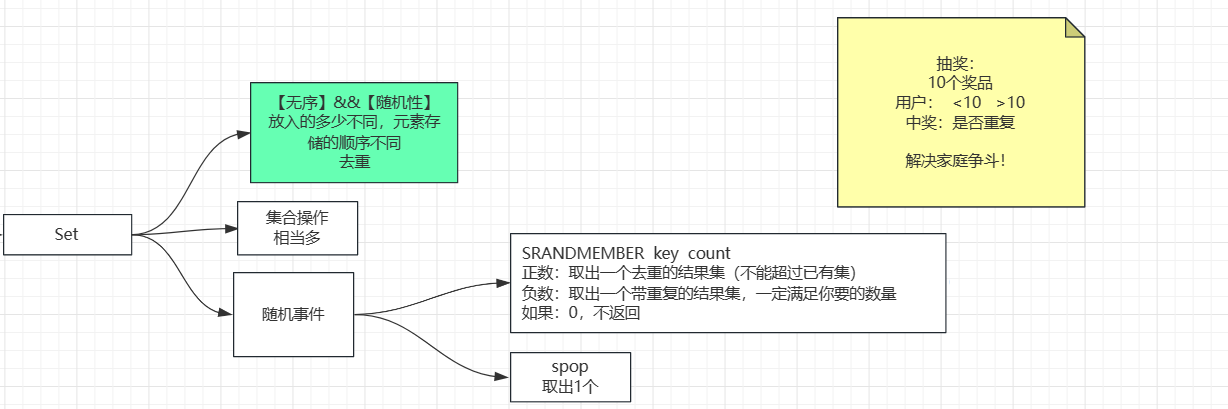 抽奖：
10个奖品
用户： <10 >10
中奖：是否重复
解决家庭争斗！
【无序】&&【随机性】
放入的多少不同，元素存
储的顺序不同
去重
Set
集合操作
相当多
随机事件
SRANDMEMBER key count
正数：取出一个去重的结果集（不能超过已有集）
负数：取出一个带重复的结果集，一定满足你要的数量
如果：0，不返回
spop
取出1个